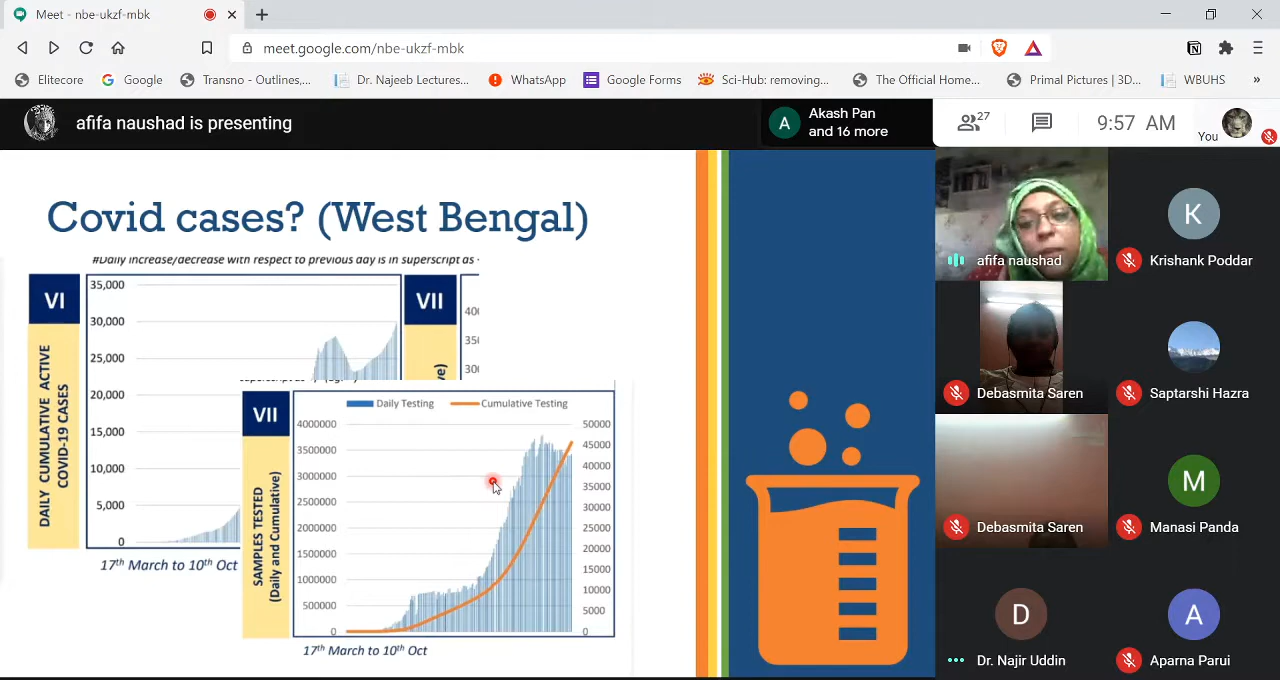 Meet - nbe-ukzf-mbk
meet.google.com/nbe-ukzf-mbk
Elitecore
Google
Transno - Outlines,...
Dr. Najeeb Lectures...
WhatsApp
Google Forms
Sci-Hub: removing...
The Official Home...
Primal Pictures | 3D...
WBUHS
»
afifa naushad is presenting
A
Akash Pan
and 16 more
27
9:57 AM
You
Covid cases? (West Bengal)
#Daily increase/decrease with respect to previous day is in superscript as
VI
DAILY CUMULATIVE ACTIVE
COVID-19 CASES
35,000
30,000
25,000
20,000
15,000
10,000
5,000
0
17th March to 10th Oct
VII
VII
SAMPLES TESTED
(Daily and Cumulative)
Daily Testing
Cumulative Testing
4000000
3500000
3000000
2500000
2000000
1500000
1000000
500000
0
50000
45000
40000
35000
30000
25000
20000
15000
10000
5000
0
17th March to 10th Oct
afifa naushad
K
Krishank Poddar
Debasmita Saren
Saptarshi Hazra
Debasmita Saren
M
Manasi Panda
D
Dr. Najir Uddin
A
Aparna Parui